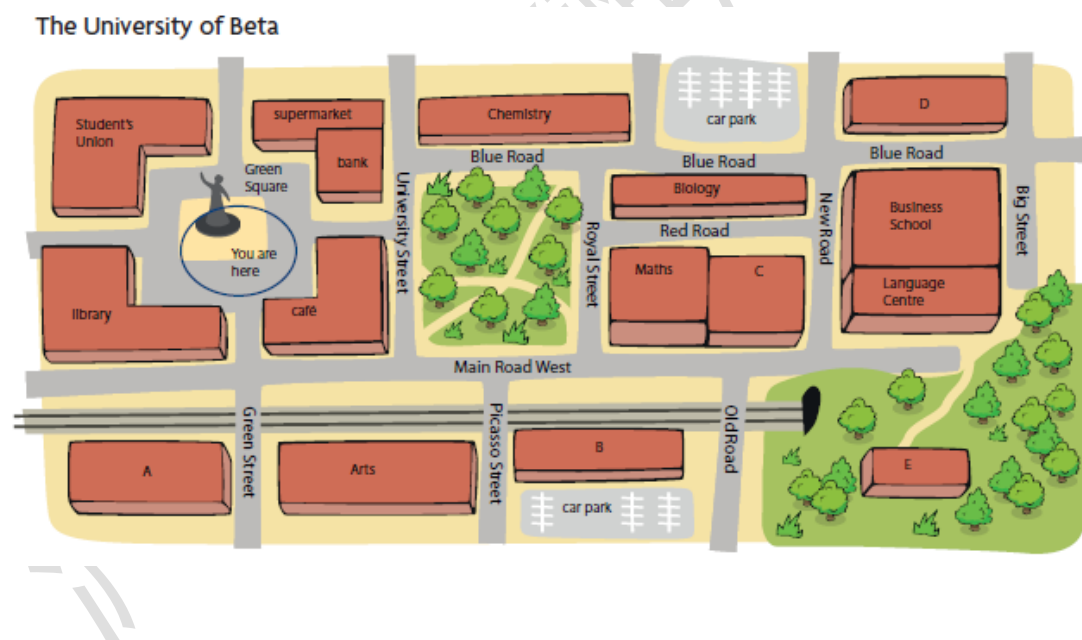 The University of Beta
Student's
Union
supermarket
bank
Chemistry
car park
D
Green
Square
Blue Road
Blue Road
Blue Road
You are
here
University Street
Royal Street
Biology
Red Road
New Road
Business
School
Big Street
Maths
C
Language
Centre
library
café
Main Road West
Green Street
Picasso Street
Old Road
A
Arts
B
E
car park